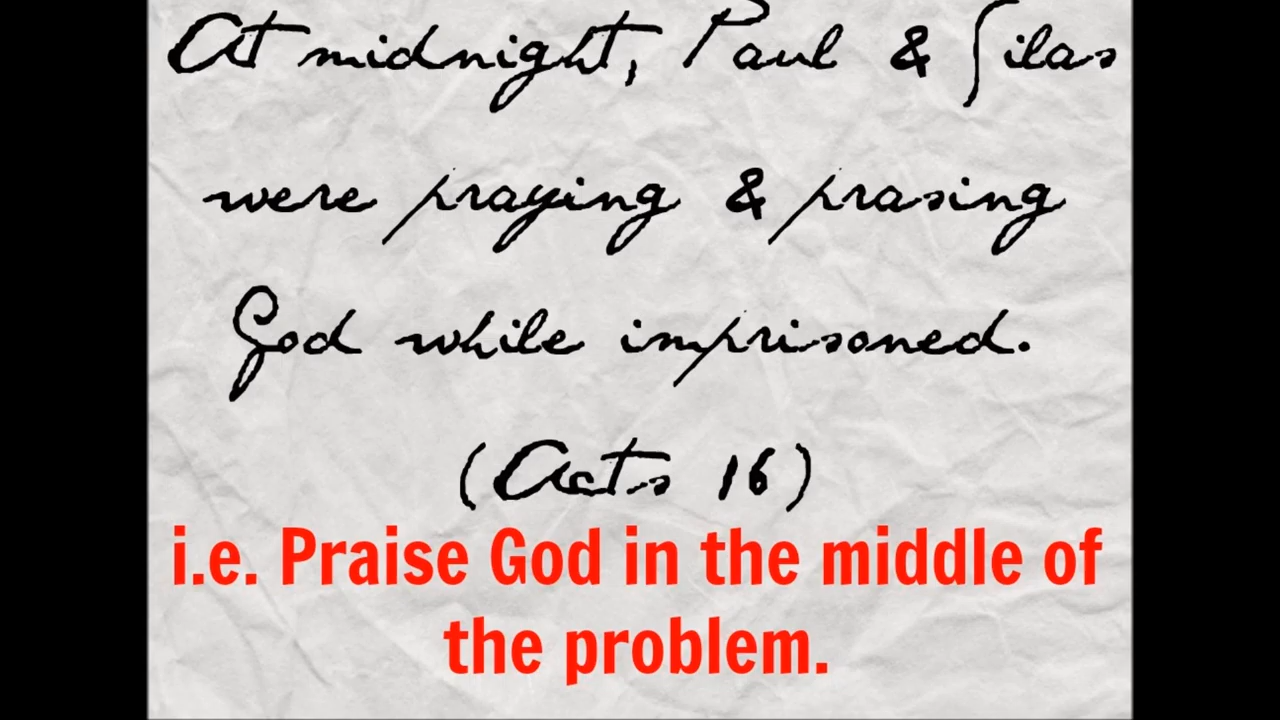 At midnight, Paul & Silas
were praying & prasing
God while imprisoned.
(Acts 16)
i.e. Praise God in the middle of
the problem.